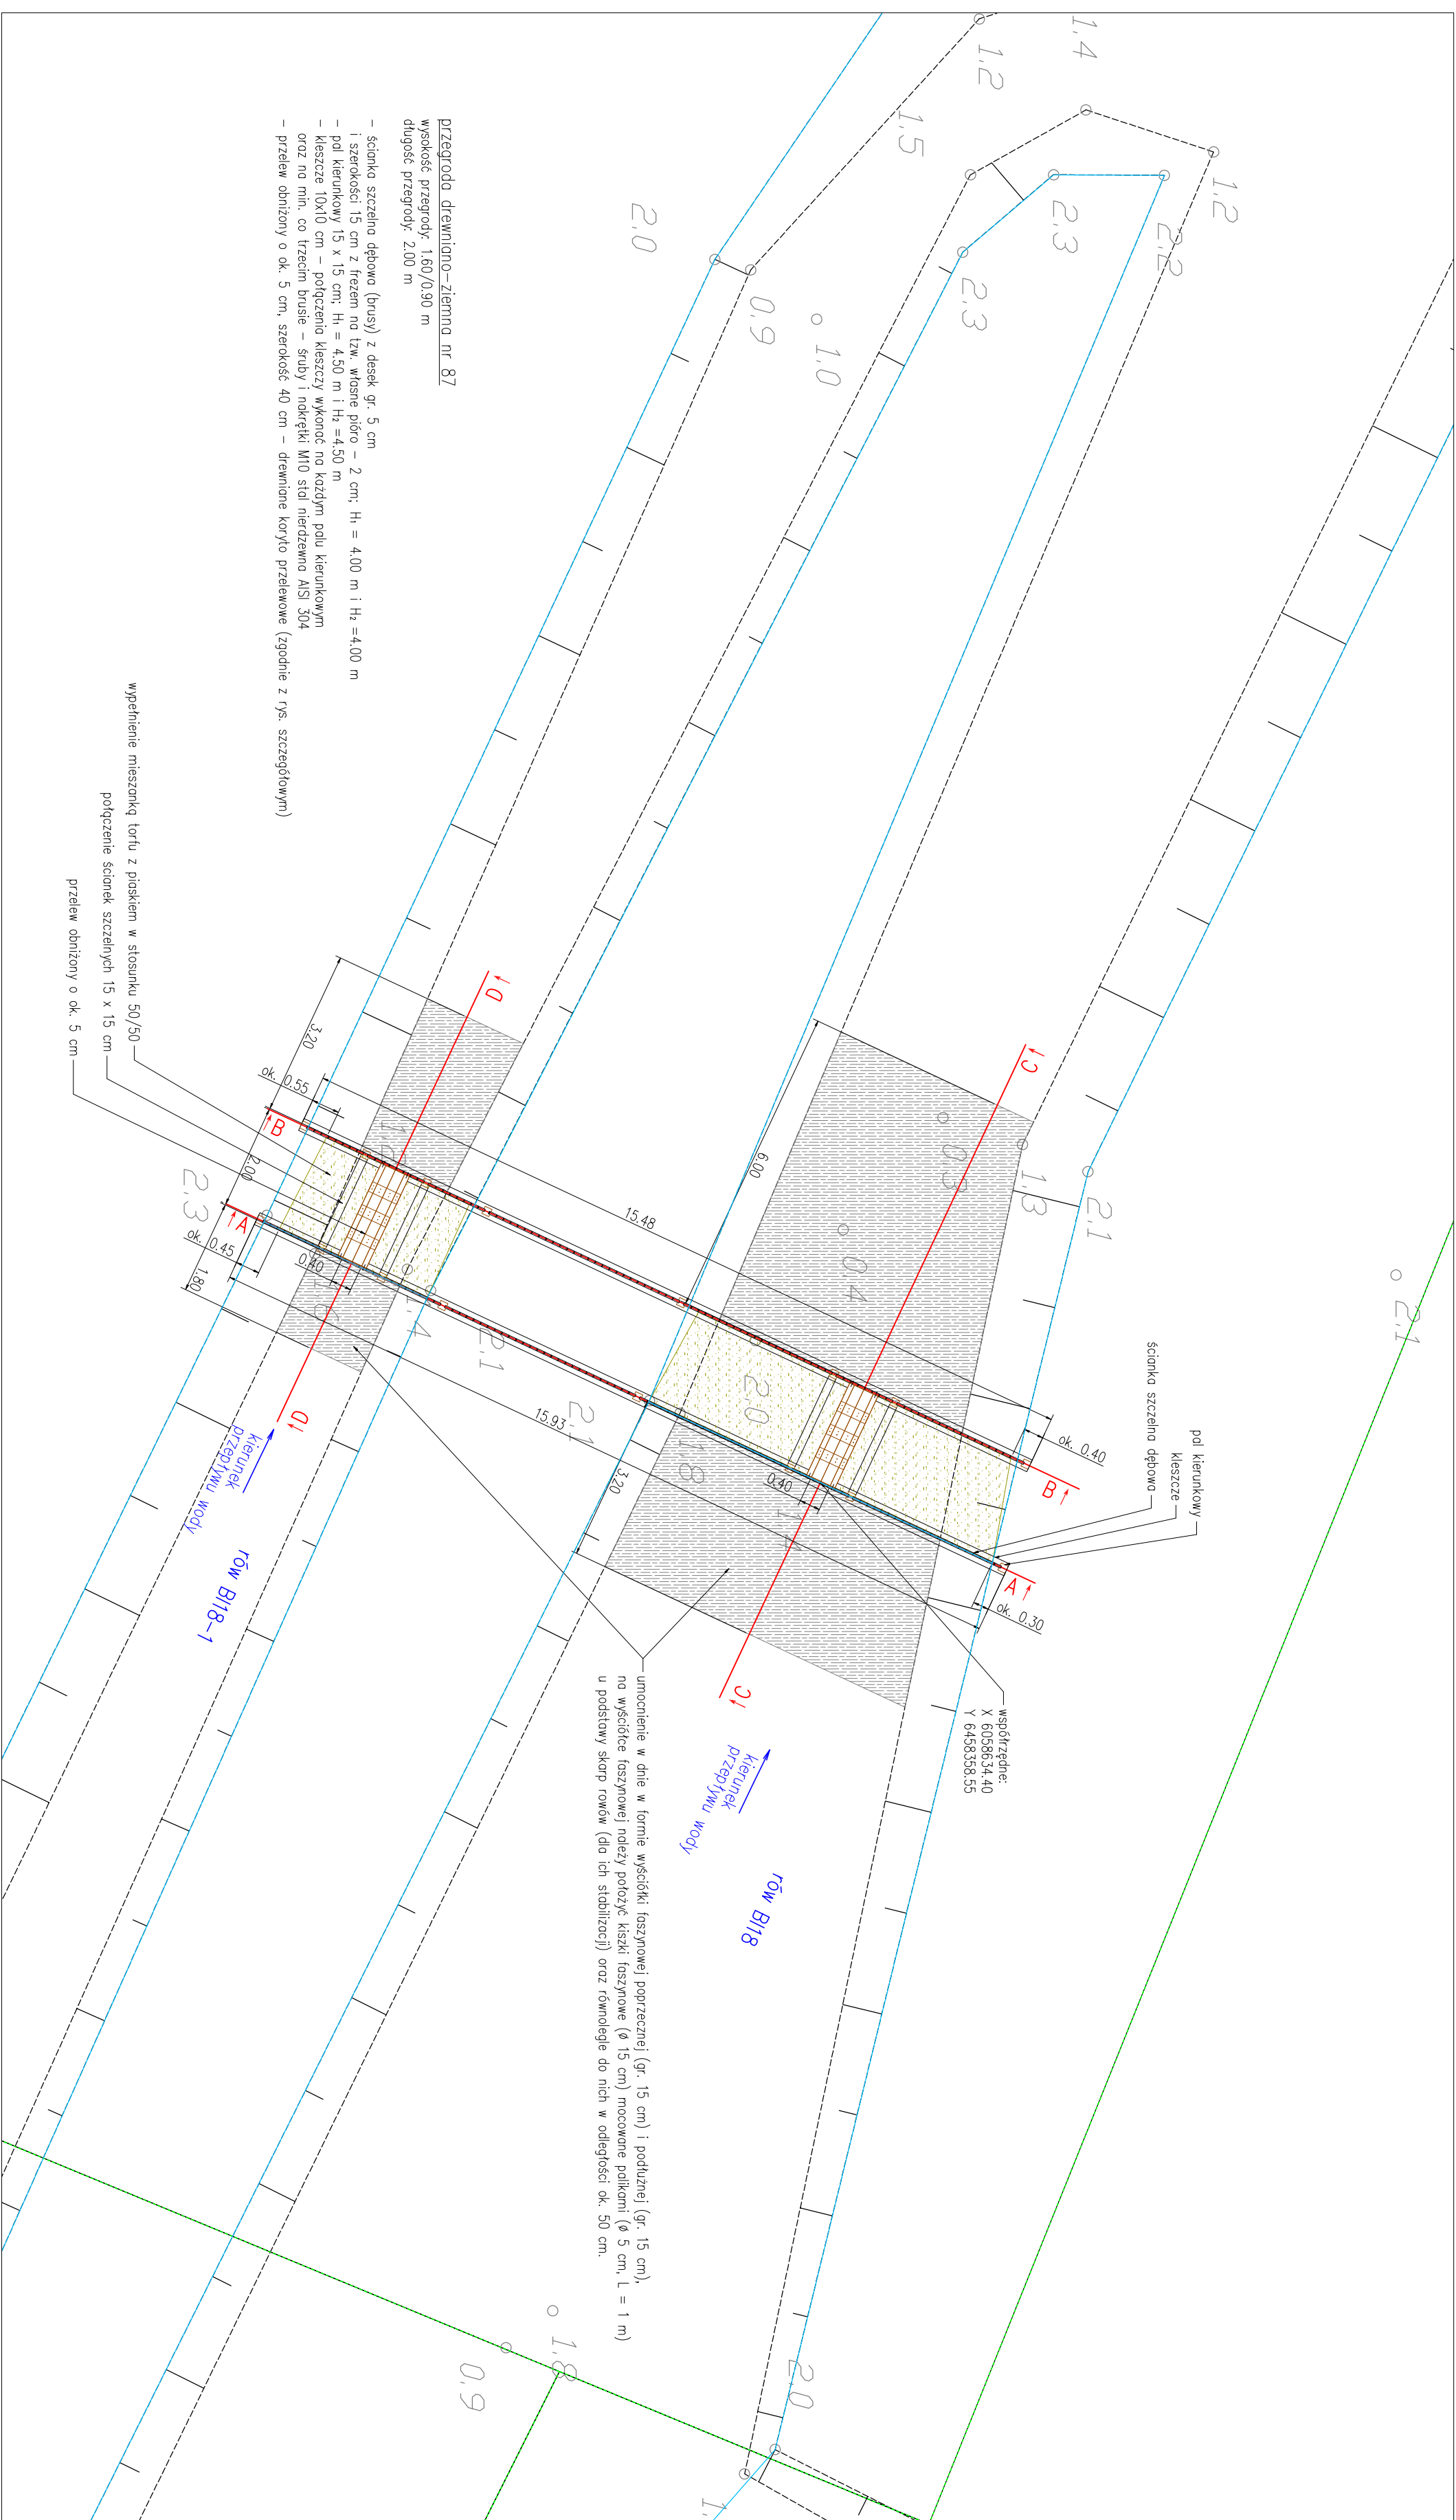 przegroda drewniano-ziemna nr 87
wysokość przegrody: 1.60/0.90 m
długość przegrody: 2.00 m
- ścianka szczelna dębowa (brusy) z desek gr. 5 cm
i szerokości 15 cm z frezem na tzw. własne pióro - 2 cm; H₁ = 4.00 m i H₂ =4.00 m
- pal kierunkowy 15 x 15 cm; H₁ = 4.50 m i H₂ =4.50 m
- kleszcze 10x10 cm - połączenia kleszczy wykonać na każdym palu kierunkowym
oraz na min. co trzecim brusie - śruby i nakrętki M10 stal nierdzewna AISI 304
- przelew obniżony o ok. 5 cm, szerokość 40 cm - drewniane koryto przelewowe (zgodnie z rys. szczegółowym)
wypełnienie mieszanką torfu z piaskiem w stosunku 50/50
połączenie ścianek szczelnych 15 x 15 cm
przelew obniżony o ok. 5 cm
pal kierunkowy
kleszcze
ścianka szczelna dębowa
współrzędne:
X 6058634.40
Y 6458358.55
umocnienie w dnie w formie wyściółki faszynowej poprzecznej (gr. 15 cm) i podłużnej (gr. 15 cm),
na wyściółce faszynowej należy położyć kiszki faszynowe (ø 15 cm) mocowane palikami (ø 5 cm, L = 1 m)
u podstawy skarp rowów (dla ich stabilizacji) oraz równolegle do nich w odległości ok. 50 cm.
kierunek
przepływu wody
rów BI18
kierunek
przepływu wody
rów BI18-1
A
A
B
B
C
C
D
D
3.20
ok. 0.55
2.00
ok. 0.45
1.80
0.40
15.48
15.93
6.00
3.20
0.40
ok. 0.40
ok. 0.30
1.4
1.2
1.5
1.2
2.2
2.3
2.3
2.0
0.9
1.0
2.1
2.1
1.3
0.3
0.4
2.0
1.8
2.1
2.1
1.4
2.3
2.0
1.8
0.9